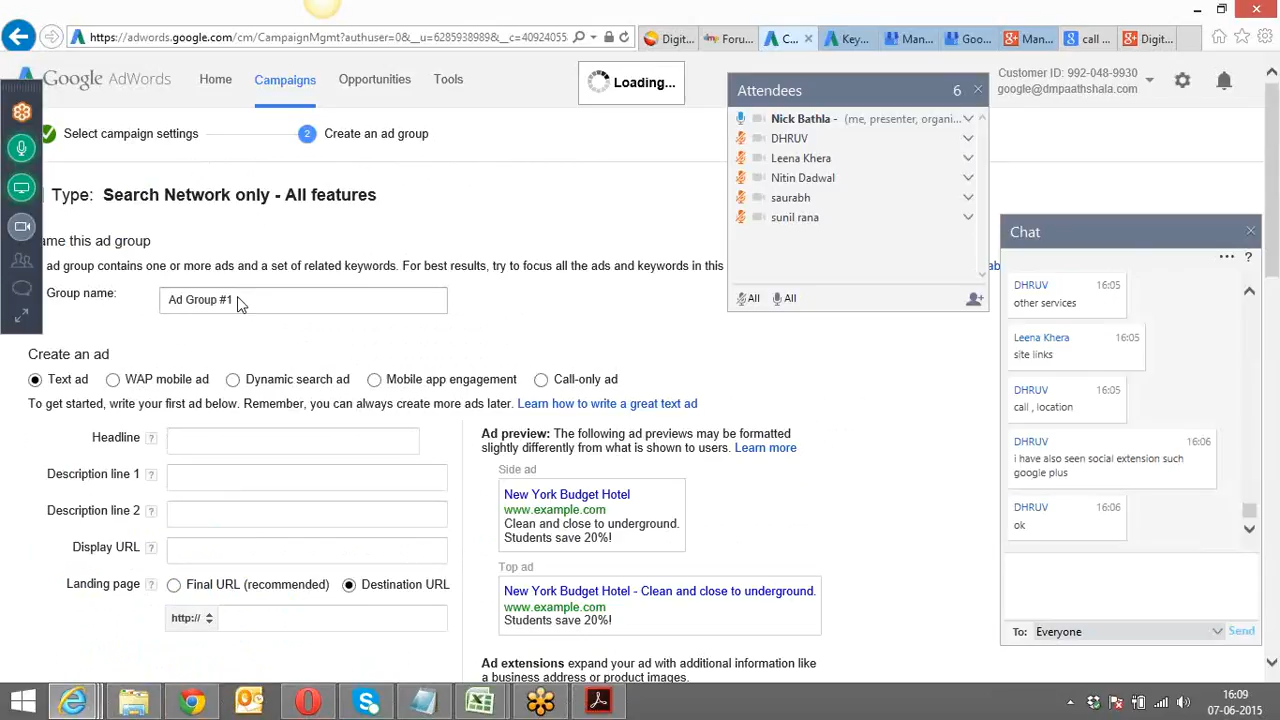 https://adwords.google.com/cm/CampaignMgmt?authuser=0&__u=6285938989&__c=40924055
Digit...
Foru...
C...
Key...
Man...
Goo...
Man...
call ...
Digit...
Google AdWords
Home
Campaigns
Opportunities
Tools
Loading...
Customer ID: 992-048-9930
google@dmpaathshala.com
Select campaign settings
2
Create an ad group
Type: Search Network only - All features
ame this ad group
ad group contains one or more ads and a set of related keywords. For best results, try to focus all the ads and keywords in this
Group name:
Ad Group #1
Create an ad
Text ad
WAP mobile ad
Dynamic search ad
Mobile app engagement
Call-only ad
To get started, write your first ad below. Remember, you can always create more ads later. Learn how to write a great text ad
Headline ?
Description line 1 ?
Description line 2 ?
Display URL ?
Landing page ? Final URL (recommended) Destination URL
http://
Ad preview: The following ad previews may be formatted
slightly differently from what is shown to users. Learn more
Side ad
New York Budget Hotel
www.example.com
Clean and close to underground.
Students save 20%!
Top ad
New York Budget Hotel - Clean and close to underground.
www.example.com
Students save 20%!
Ad extensions expand your ad with additional information like
a business address or product images.
Attendees 6
Nick Bathla - (me, presenter, organi...
DHRUV
Leena Khera
Nitin Dadwal
saurabh
sunil rana
All
All
Chat
... ?
DHRUV 16:05
other services
Leena Khera 16:05
site links
DHRUV 16:05
call , location
DHRUV 16:06
i have also seen social extension such
google plus
DHRUV 16:06
ok
To: Everyone Send
16:09
07-06-2015